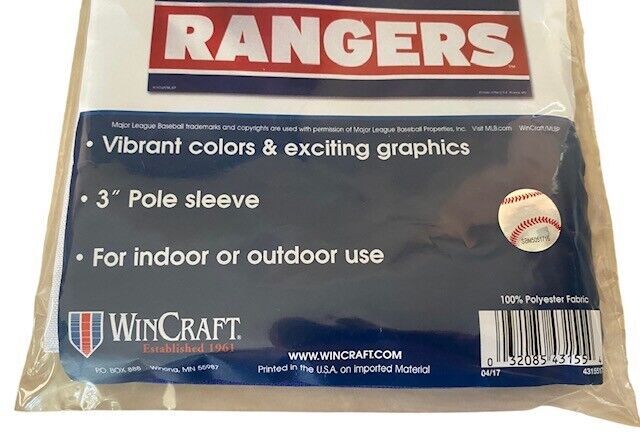 RANGERS
Major League Baseball trademarks and copyrights are used with permission of Major League Baseball Properties, Inc. Visit MLB.com WinCraft/MLBP
• Vibrant colors & exciting graphics
• 3" Pole sleeve
• For indoor or outdoor use
100% Polyester Fabric
WINCRAFT®
Established 1961
P.O. BOX 888 Winona, MN 55987
WWW.WINCRAFT.COM
Printed in the U.S.A. on imported Material
0 32085 43155 4
04/17